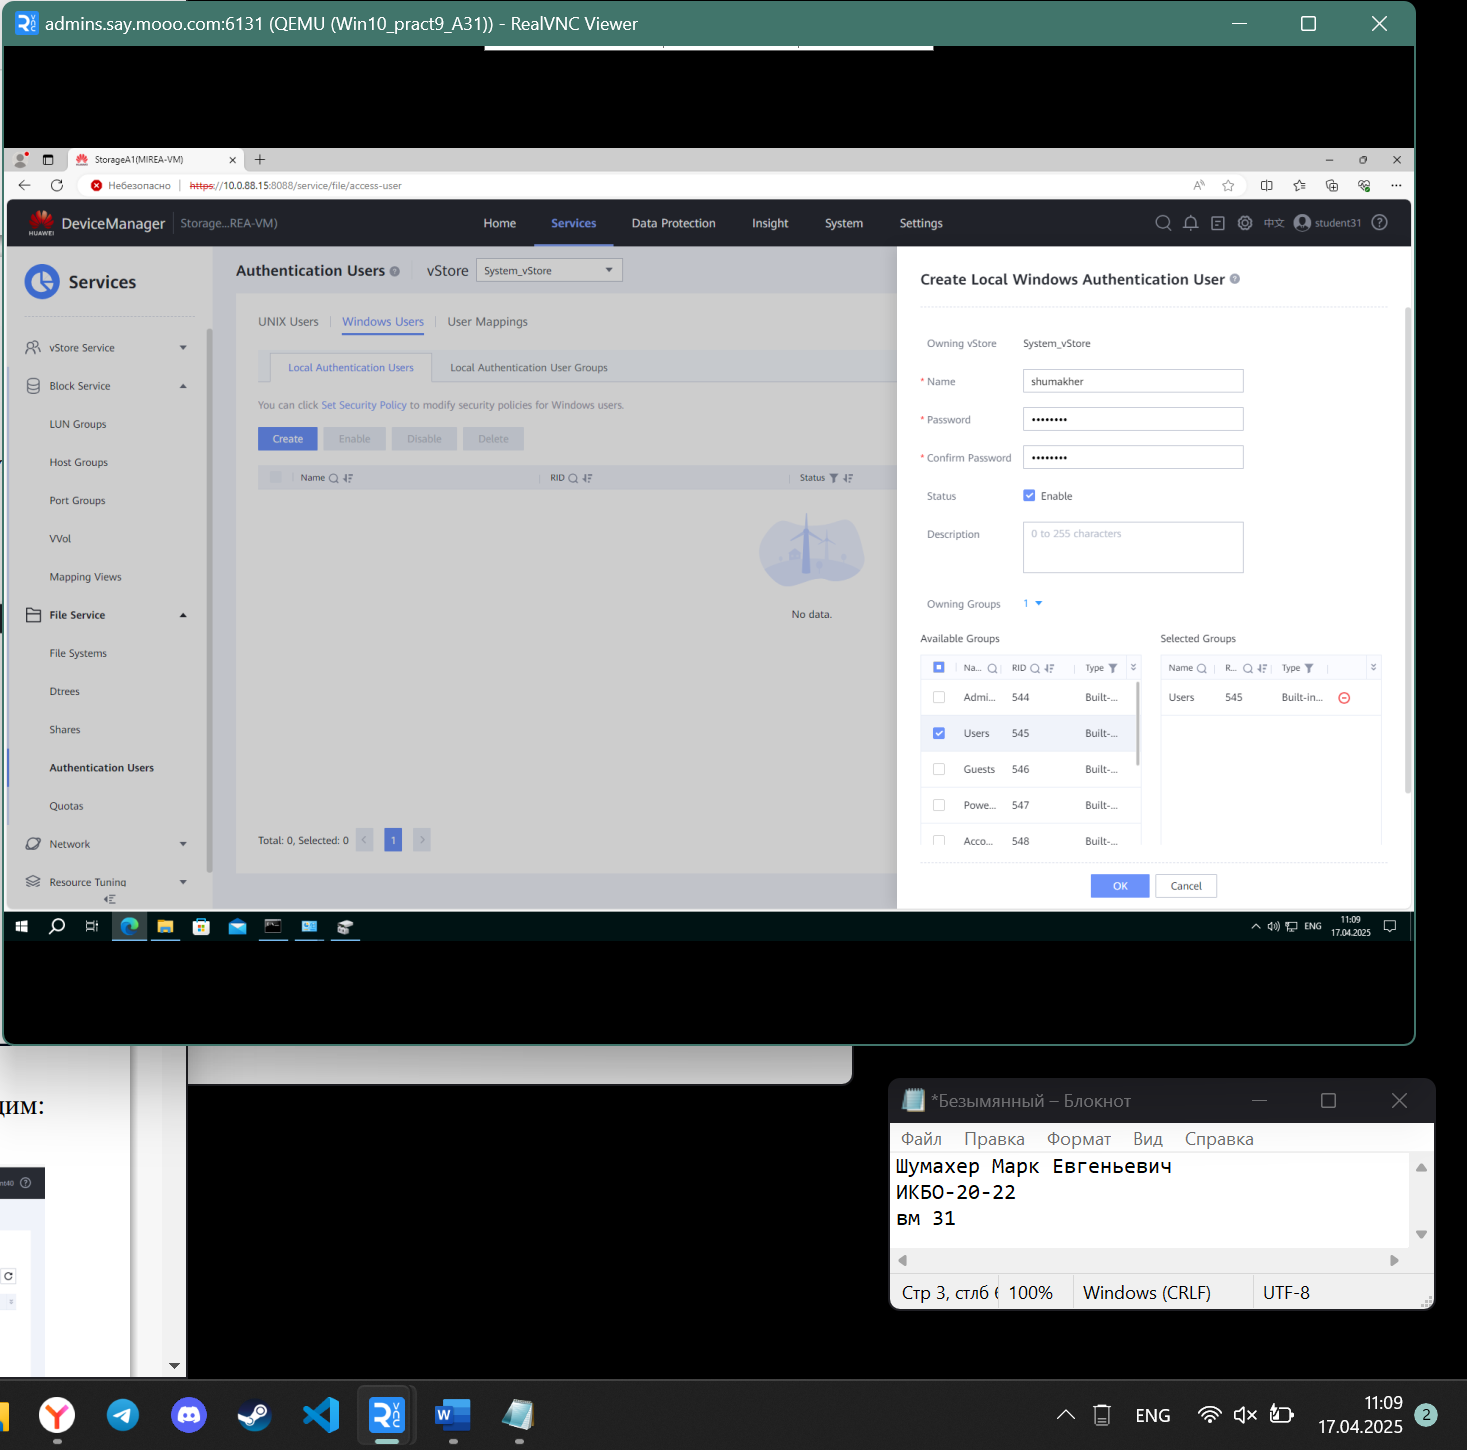 admins.say.mooo.com:6131 (QEMU (Win10_pract9_A31)) - RealVNC Viewer
StorageA1(MIREA-VM)
Небезопасно
https://10.0.88.15:8088/service/file/access-user
HUAWEI
DeviceManager
Storage...REA-VM)
Home
Services
Data Protection
Insight
System
Settings
中文
student31
Services
vStore Service
Block Service
LUN Groups
Host Groups
Port Groups
VVol
Mapping Views
File Service
File Systems
Dtrees
Shares
Authentication Users
Quotas
Network
Resource Tuning
Authentication Users
vStore
System_vStore
UNIX Users
Windows Users
User Mappings
Local Authentication Users
Local Authentication User Groups
You can click Set Security Policy to modify security policies for Windows users.
Create
Enable
Disable
Delete
Name
RID
Status
No data.
Total: 0, Selected: 0
1
Create Local Windows Authentication User
Owning vStore
System_vStore
* Name
shumakher
* Password
••••••••
* Confirm Password
••••••••
Status
Enable
Description
0 to 255 characters
Owning Groups
1
Available Groups
Na... RID Type
Admi... 544 Built-...
Users 545 Built-...
Guests 546 Built-...
Powe... 547 Built-...
Acco... 548 Built-...
Selected Groups
Name R... Type
Users 545 Built-in...
OK
Cancel
ENG
11:09
17.04.2025
дим:
nt40
*Безымянный – Блокнот
Файл Правка Формат Вид Справка
Шумахер Марк Евгеньевич
ИКБО-20-22
вм 31
Стр 3, стлб 6
100%
Windows (CRLF)
UTF-8
ENG
11:09
17.04.2025
2